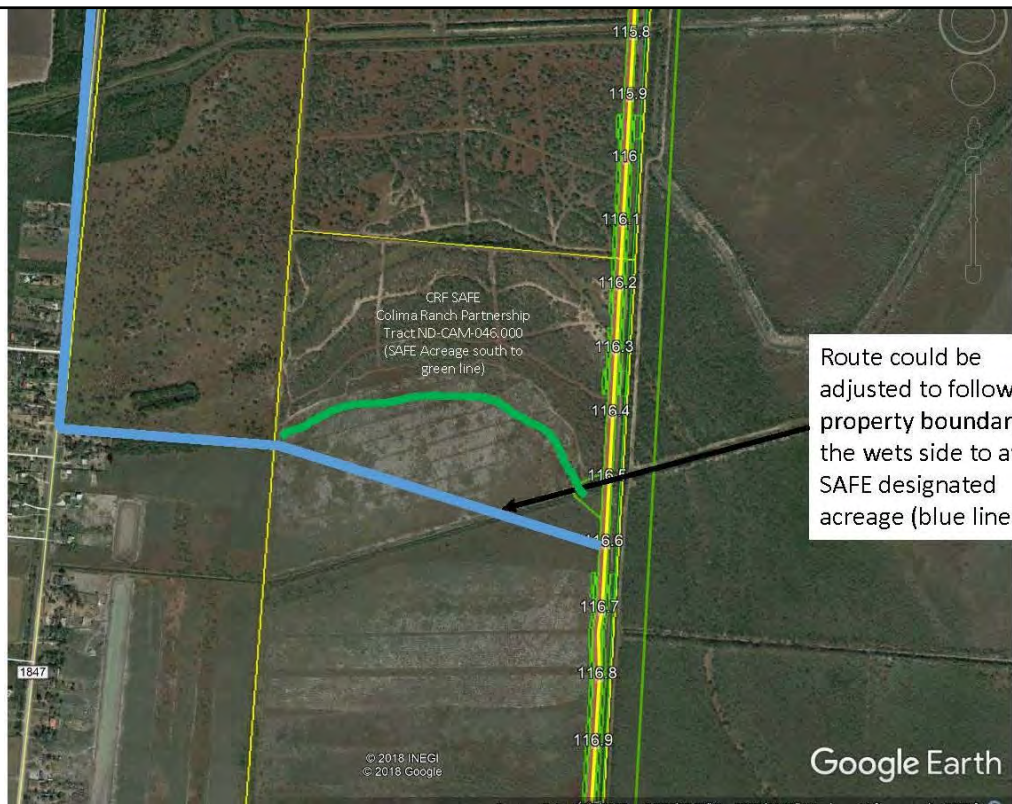 115.8
115.9
116
116.1
116.2
CRF SAFE
Colima Ranch Partnership
Tract ND-CAM-046.000
(SAFE Acreage south to
green line)
116.3
116.4
Route could be
adjusted to follow
property boundar
the wets side to a
SAFE designated
acreage (blue line
116.5
116.6
116.7
1847
116.8
116.9
© 2018 INEGI
© 2018 Google
Google Earth